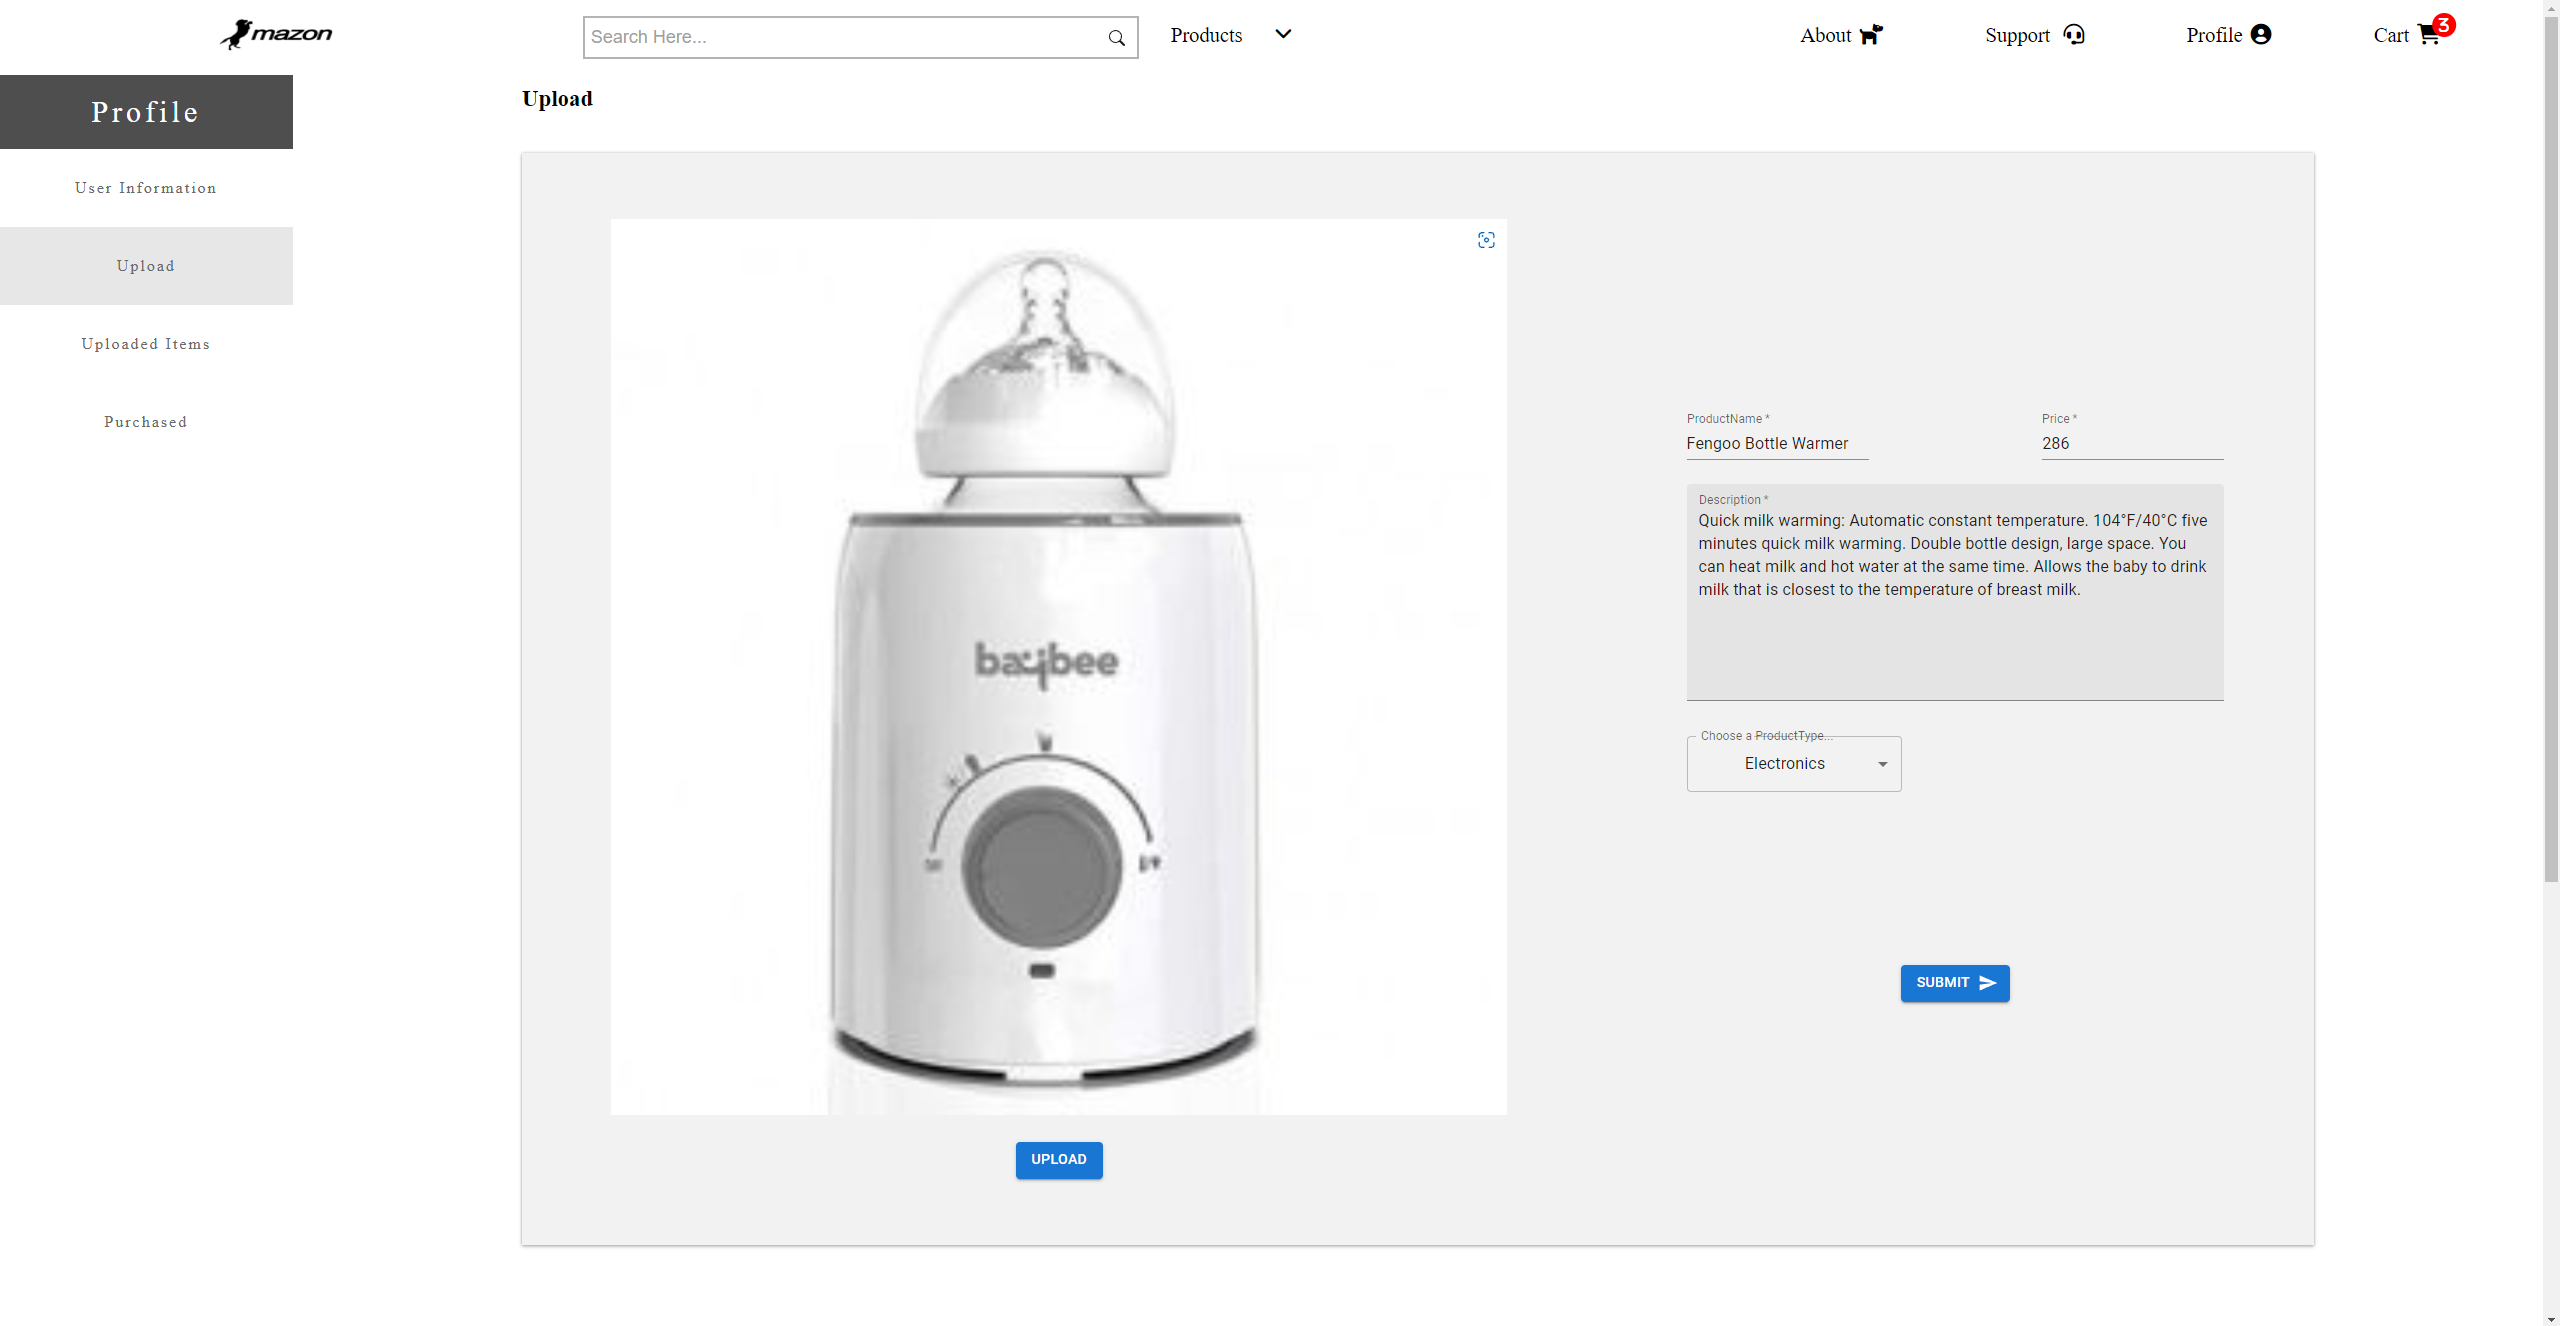 mazon
Search Here...
Products
About
Support
Profile
Cart
3
Profile
User Information
Upload
Uploaded Items
Purchased
Upload
baybee
UPLOAD
ProductName *
Fengoo Bottle Warmer
Price *
286
Description *
Quick milk warming: Automatic constant temperature. 104°F/40°C five
minutes quick milk warming. Double bottle design, large space. You
can heat milk and hot water at the same time. Allows the baby to drink
milk that is closest to the temperature of breast milk.
Choose a ProductType...
Electronics
SUBMIT